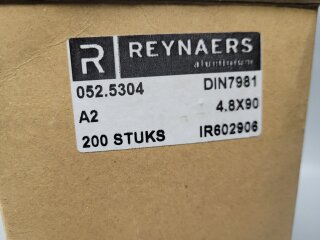 R REYNAERS
aluminium
052.5304 DIN7981
A2 4.8X90
200 STUKS IR602906